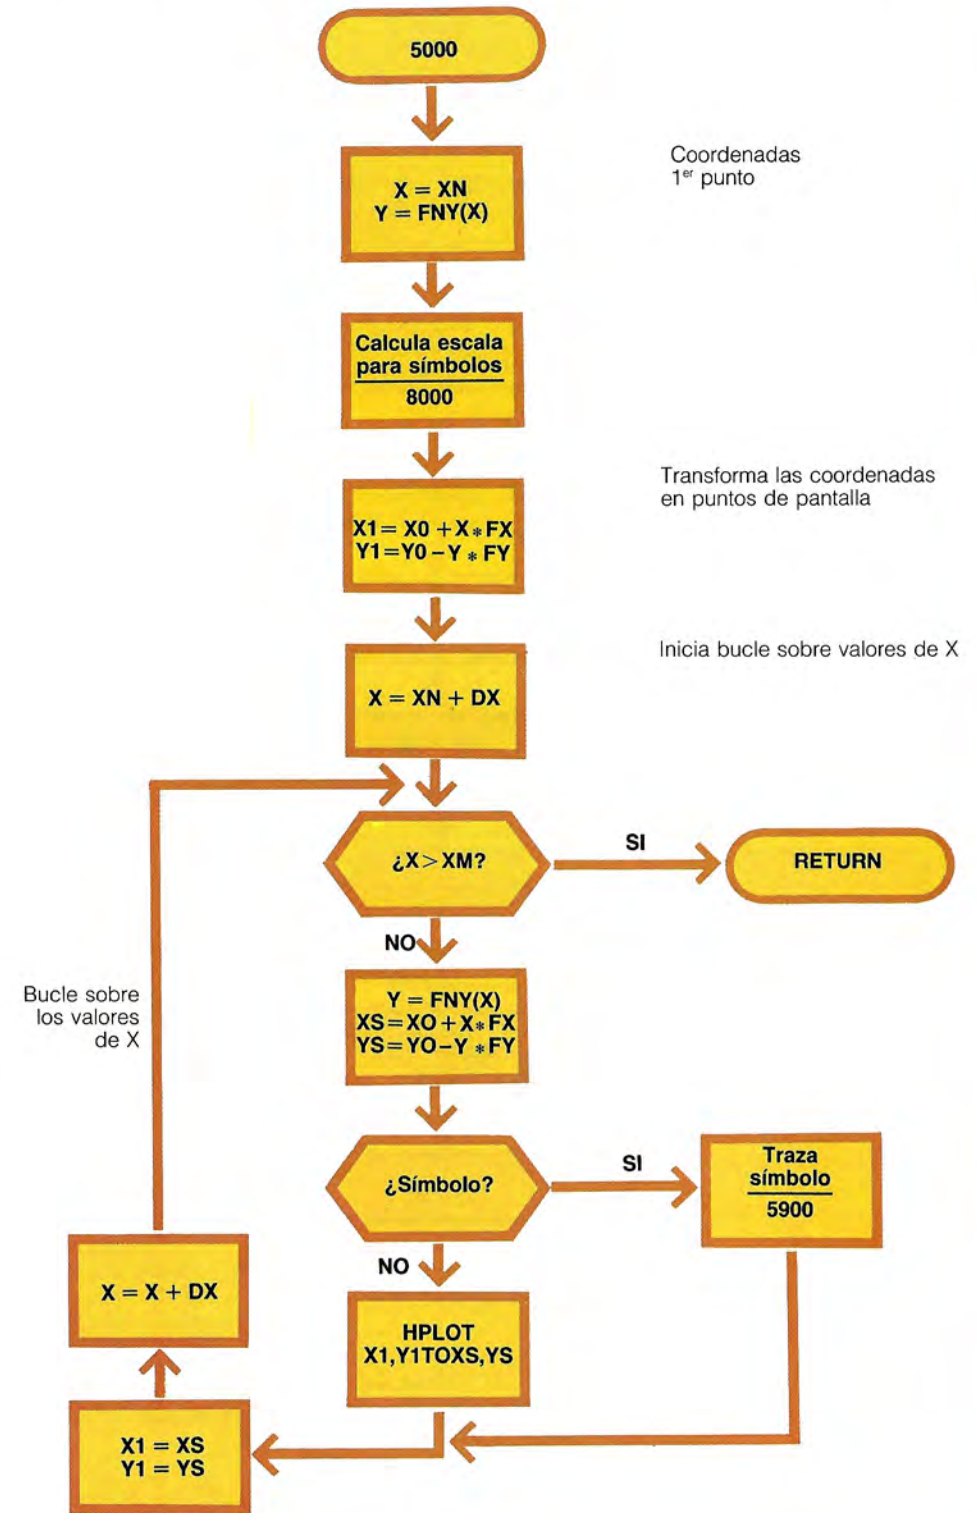 5000
Coordenadas
1er punto
X = XN
Y = FNY(X)
Calcula escala
para símbolos
8000
Transforma las coordenadas
en puntos de pantalla
X1= X0 +X*FX
Y1=Y0-Y*FY
Inicia bucle sobre valores de X
X = XN + DX
¿X>XM?
SI
RETURN
NO
Bucle sobre
los valores
de X
Y = FNY(X)
XS=XO+X*FX
YS=YO-Y*FY
¿Símbolo?
SI
Traza
símbolo
5900
NO
HPLOT
X1,Y1TOXS,YS
X1 = XS
Y1 = YS
X = X + DX